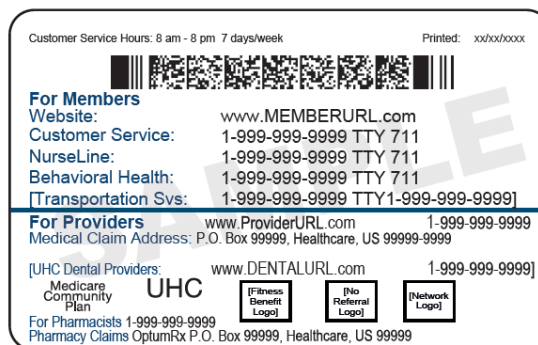 Customer Service Hours: 8 am - 8 pm 7 days/week Printed: xx/xx/xxxx
For Members
Website: www.MEMBERURL.com
Customer Service: 1-999-999-9999 TTY 711
NurseLine: 1-999-999-9999 TTY 711
Behavioral Health: 1-999-999-9999 TTY 711
[Transportation Svs: 1-999-999-9999 TTY1-999-999-9999]
SAMPLE
For Providers www.ProviderURL.com 1-999-999-9999
Medical Claim Address: P.O. Box 99999, Healthcare, US 99999-9999
[UHC Dental Providers: www.DENTALURL.com 1-999-999-9999]
Medicare
Community
Plan
UHC
[Fitness
Benefit
Logo]
[No
Referral
Logo]
[Network
Logo]
For Pharmacists 1-999-999-9999
Pharmacy Claims OptumRx P.O. Box 99999, Healthcare, US 99999